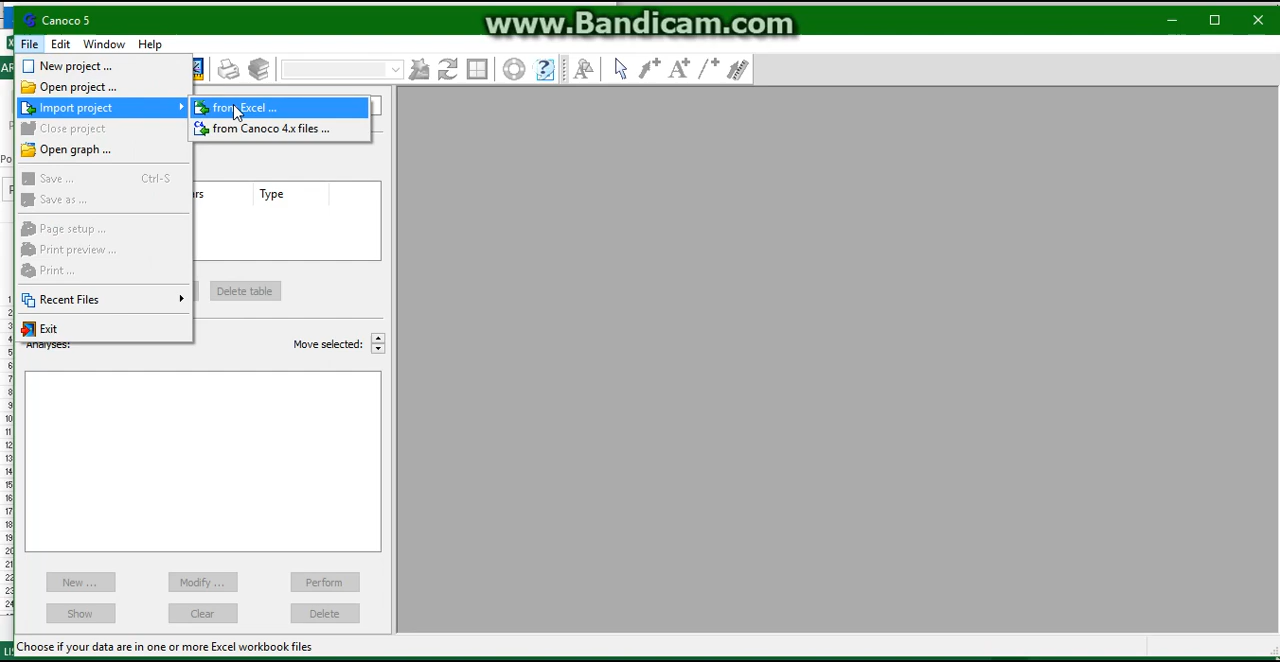 Canoco 5
www.Bandicam.com
File Edit Window Help
New project ...
Open project ...
Import project
from Excel ...
Close project
from Canoco 4.x files ...
Open graph ...
Save ... Ctrl-S
Type
Save as ...
Page setup ...
Print preview ...
Print ...
Delete table
Recent Files
Exit
Analyses: Move selected:
New ... Modify ... Perform
Show Clear Delete
Choose if your data are in one or more Excel workbook files